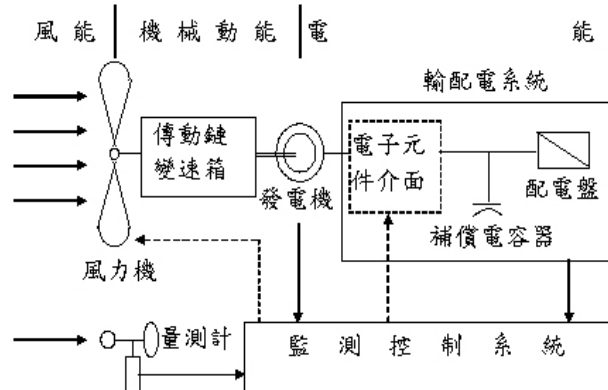 風能 機械動能 電 能
輸配電系統
傳動鏈
變速箱
電子元
件介面
發電機
配電盤
補償電容器
風力機
量測計
監測控制系統